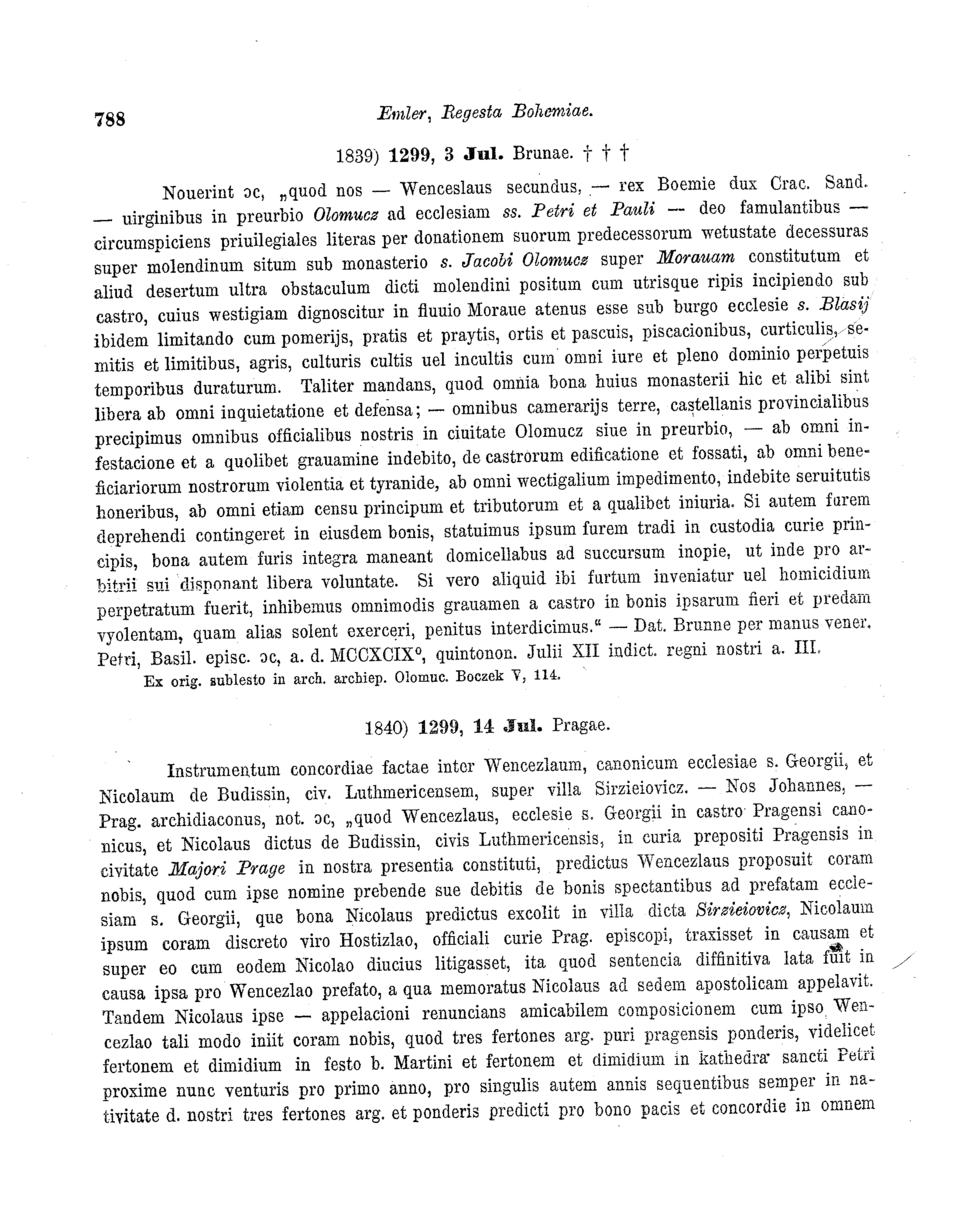 788
Emler, Regesta Bohemiae.
1839) 1299, 3 Jul. Brunae. † † †
Nouerint ɔc, „quod nos — Wenceslaus secundus, — rex Boemie dux Crac. Sand.
— uirginibus in preurbio Olomucz ad ecclesiam ss. Petri et Pauli — deo famulantibus —
circumspiciens priuilegiales literas per donationem suorum predecessorum wetustate decessuras
super molendinum situm sub monasterio s. Jacobi Olomucz super Morauam constitutum et
aliud desertum ultra obstaculum dicti molendini positum cum utrisque ripis incipiendo sub
castro, cuius westigiam dignoscitur in fluuio Moraue atenus esse sub burgo ecclesie s. Blasij
ibidem limitando cum pomerijs, pratis et praytis, ortis et pascuis, piscacionibus, curticulis, se-
mitis et limitibus, agris, culturis cultis uel incultis cum omni iure et pleno dominio perpetuis
temporibus duraturum. Taliter mandans, quod omnia bona huius monasterii hic et alibi sint
libera ab omni inquietatione et defensa; — omnibus camerarijs terre, castellanis provincialibus
precipimus omnibus officialibus nostris in ciuitate Olomucz siue in preurbio, — ab omni in-
festacione et a quolibet grauamine indebito, de castrorum edificatione et fossati, ab omni bene-
ficiariorum nostrorum violentia et tyranide, ab omni wectigalium impedimento, indebite seruitutis
honeribus, ab omni etiam censu principum et tributorum et a qualibet iniuria. Si autem furem
deprehendi contingeret in eiusdem bonis, statuimus ipsum furem tradi in custodia curie prin-
cipis, bona autem furis integra maneant domicellabus ad succursum inopie, ut inde pro ar-
bitrii sui disponant libera voluntate. Si vero aliquid ibi furtum inveniatur uel homicidium
perpetratum fuerit, inhibemus omnimodis grauamen a castro in bonis ipsarum fieri et predam
vyolentam, quam alias solent exerceri, penitus interdicimus.“ — Dat. Brunne per manus vener.
Petri, Basil. episc. ɔc, a. d. MCCXCIXº, quintonon. Julii XII indict. regni nostri a. III.
Ex orig. sublesto in arch. archiep. Olomuc. Boczek V, 114.
1840) 1299, 14 Jul. Pragae.
Instrumentum concordiae factae inter Wencezlaum, canonicum ecclesiae s. Georgii, et
Nicolaum de Budissin, civ. Luthmericensem, super villa Sirzieiovicz. — Nos Johannes, —
Prag. archidiaconus, not. ɔc, „quod Wencezlaus, ecclesie s. Georgii in castro Pragensi cano-
nicus, et Nicolaus dictus de Budissin, civis Luthmericensis, in curia prepositi Pragensis in
civitate Majori Prage in nostra presentia constituti, predictus Wencezlaus proposuit coram
nobis, quod cum ipse nomine prebende sue debitis de bonis spectantibus ad prefatam eccle-
siam s. Georgii, que bona Nicolaus predictus excolit in villa dicta Sirzieiovicz, Nicolaum
ipsum coram discreto viro Hostizlao, officiali curie Prag. episcopi, traxisset in causam et
super eo cum eodem Nicolao diucius litigasset, ita quod sentencia diffinitiva lata fuit in
causa ipsa pro Wencezlao prefato, a qua memoratus Nicolaus ad sedem apostolicam appelavit.
Tandem Nicolaus ipse — appelacioni renuncians amicabilem composicionem cum ipso Wen-
cezlao tali modo iniit coram nobis, quod tres fertones arg. puri pragensis ponderis, videlicet
fertonem et dimidium in festo b. Martini et fertonem et dimidium in kathedra sancti Petri
proxime nunc venturis pro primo anno, pro singulis autem annis sequentibus semper in na-
tivitate d. nostri tres fertones arg. et ponderis predicti pro bono pacis et concordie in omnem